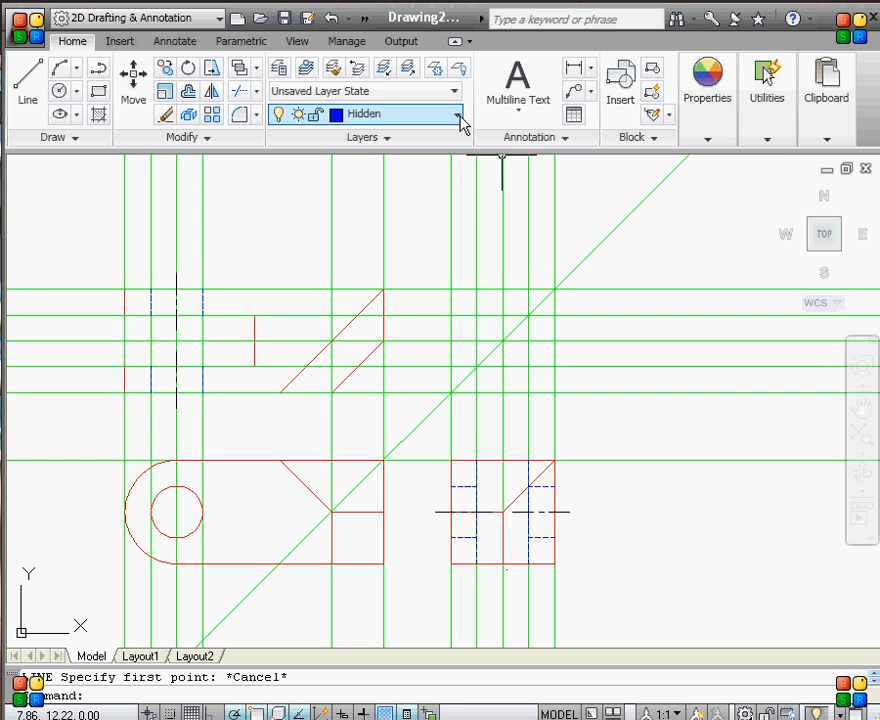 2D Drafting & Annotation
Drawing2...
Type a keyword or phrase
Home Insert Annotate Parametric View Manage Output
Line
Move
Unsaved Layer State
Hidden
Multiline Text
Insert
Properties
Utilities
Clipboard
Draw Modify Layers Annotation Block
N
W TOP E
S
WCS
Y
X
Model Layout1 Layout2
LINE Specify first point: *Cancel*
mmand:
7.86, 12.22, 0.00 MODEL 1:1